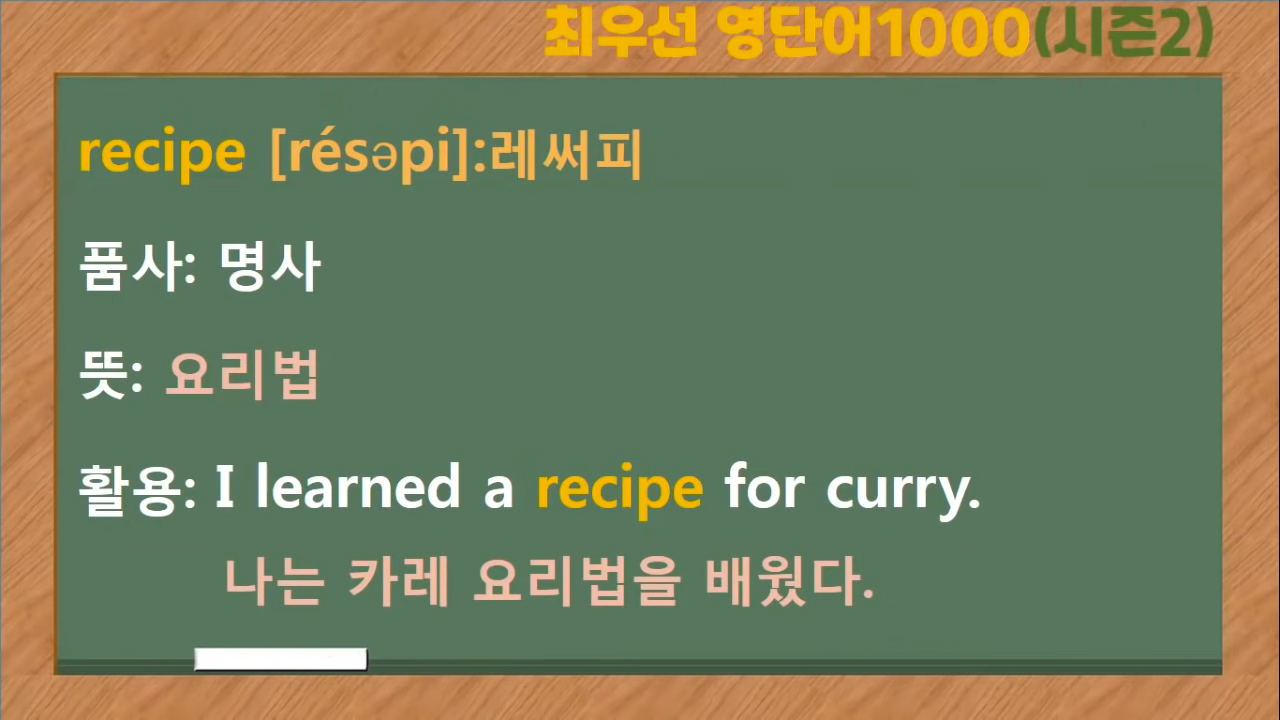 최우선 영단어1000(시즌2)
recipe [résəpi]:레써피
품사: 명사
뜻: 요리법
활용: I learned a recipe for curry.
나는 카레 요리법을 배웠다.